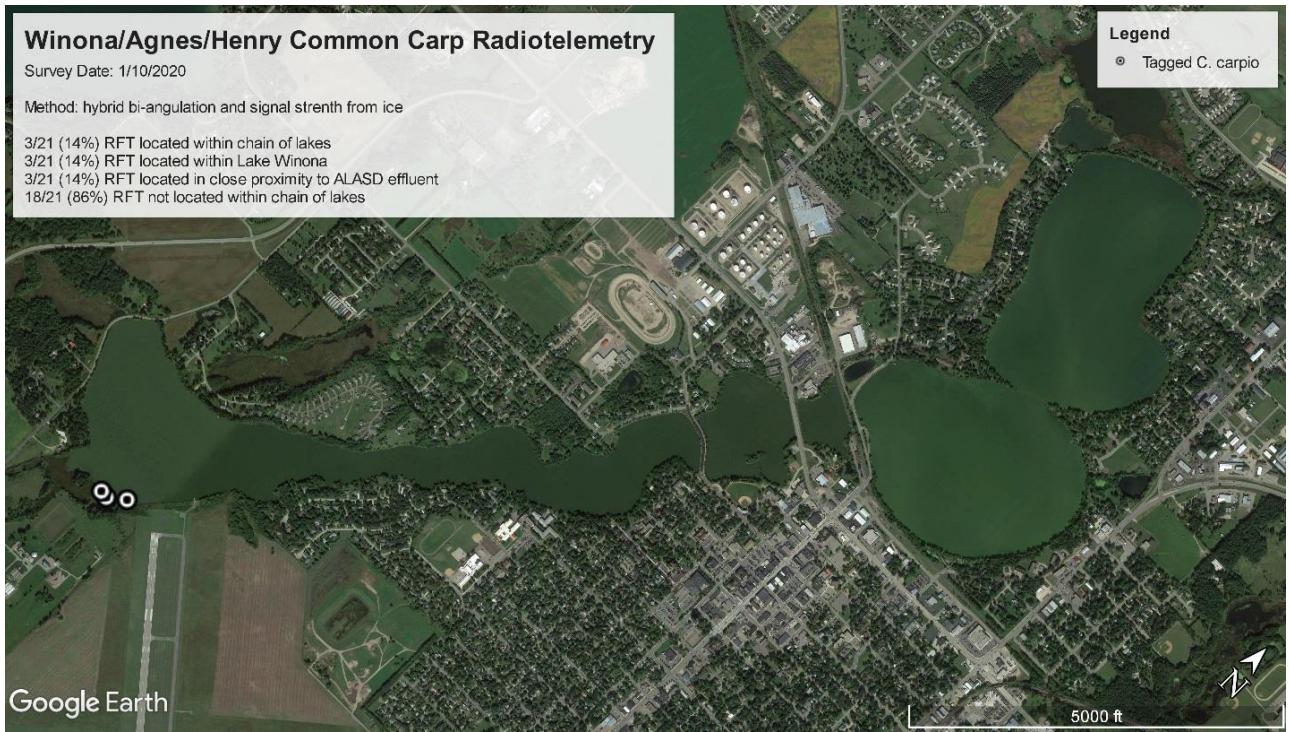 Winona/Agnes/Henry Common Carp Radiotelemetry
Survey Date: 1/10/2020
Method: hybrid bi-angulation and signal strenth from ice
3/21 (14%) RFT located within chain of lakes
3/21 (14%) RFT located within Lake Winona
3/21 (14%) RFT located in close proximity to ALASD effluent
18/21 (86%) RFT not located within chain of lakes
Legend
Tagged C. carpio
Google Earth
N
5000 ft